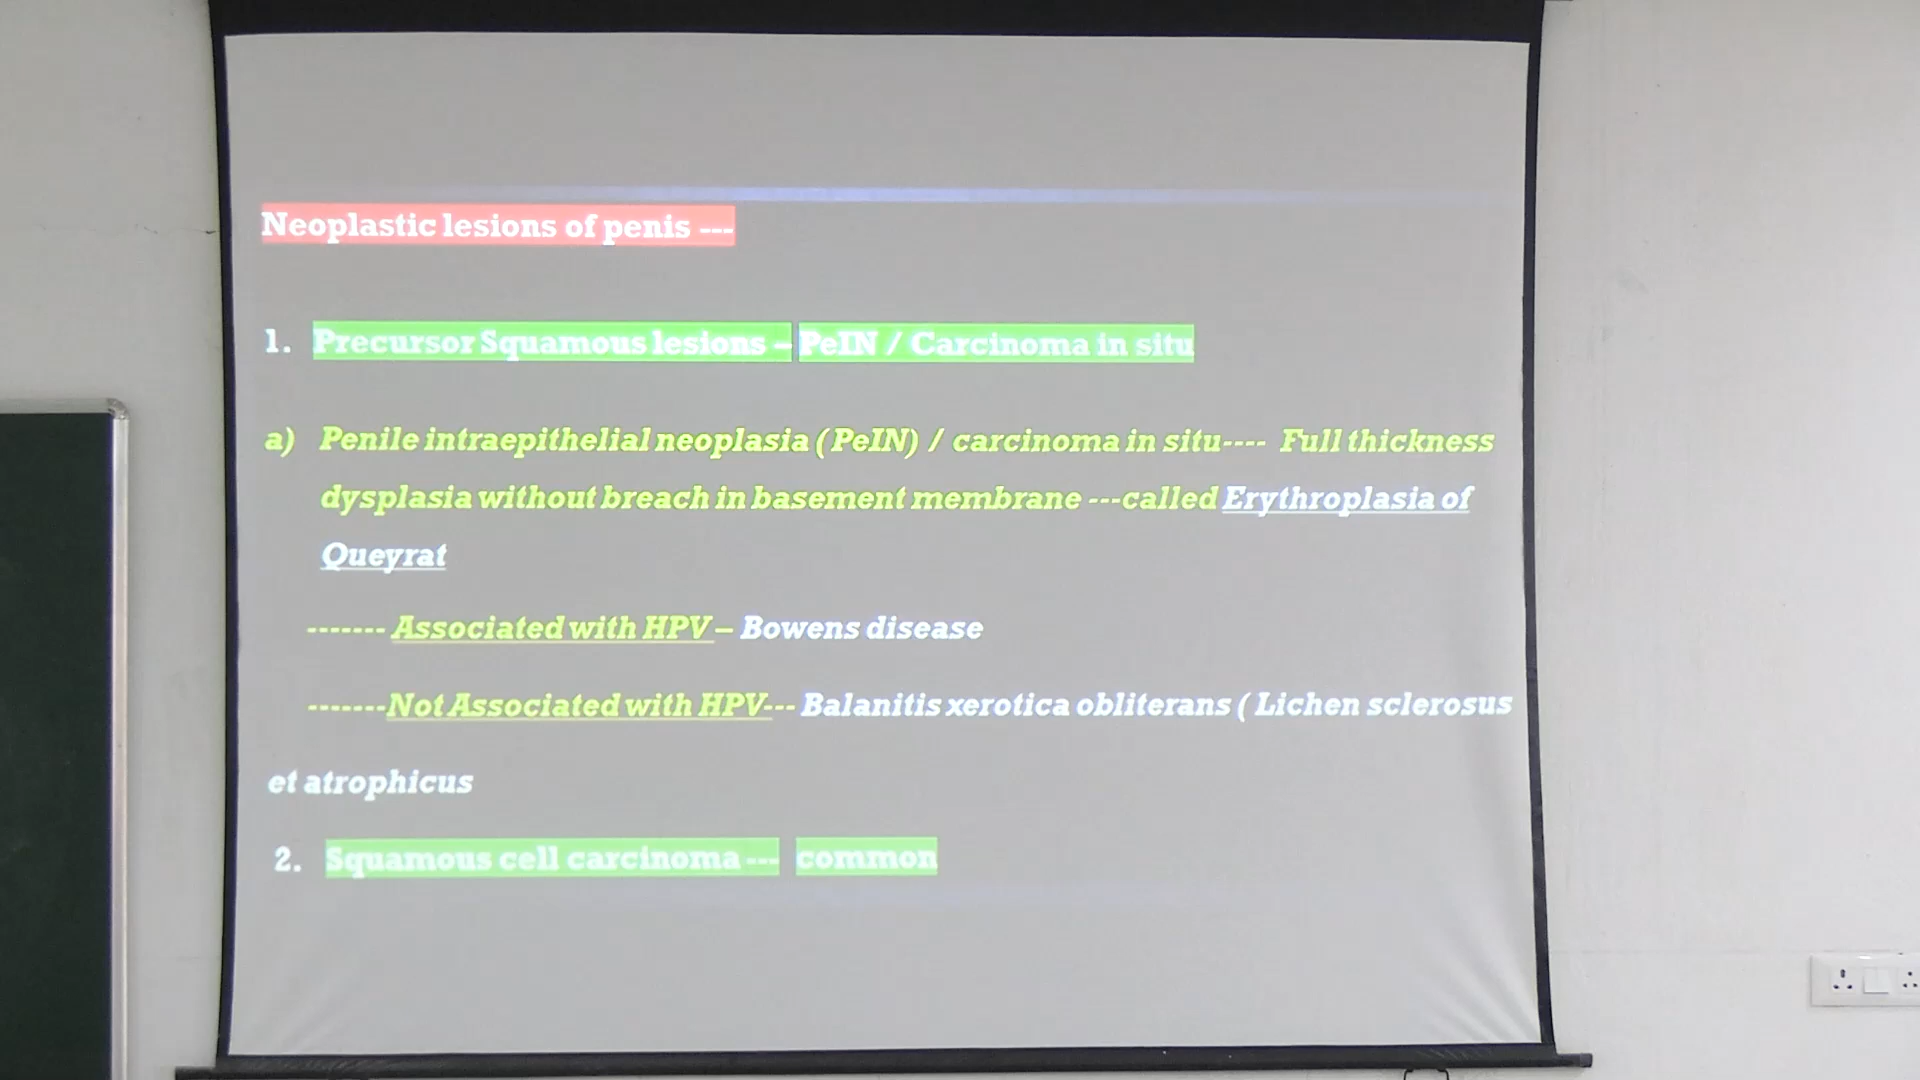 Neoplastic lesions of penis ---
1. Precursor Squamous lesions – PeIN / Carcinoma in situ
a) Penile intraepithelial neoplasia (PeIN) / carcinoma in situ---- Full thickness
dysplasia without breach in basement membrane ---called Erythroplasia of
Queyrat
------- Associated with HPV – Bowens disease
-------Not Associated with HPV--- Balanitis xerotica obliterans ( Lichen sclerosus
et atrophicus
2. Squamous cell carcinoma --- common